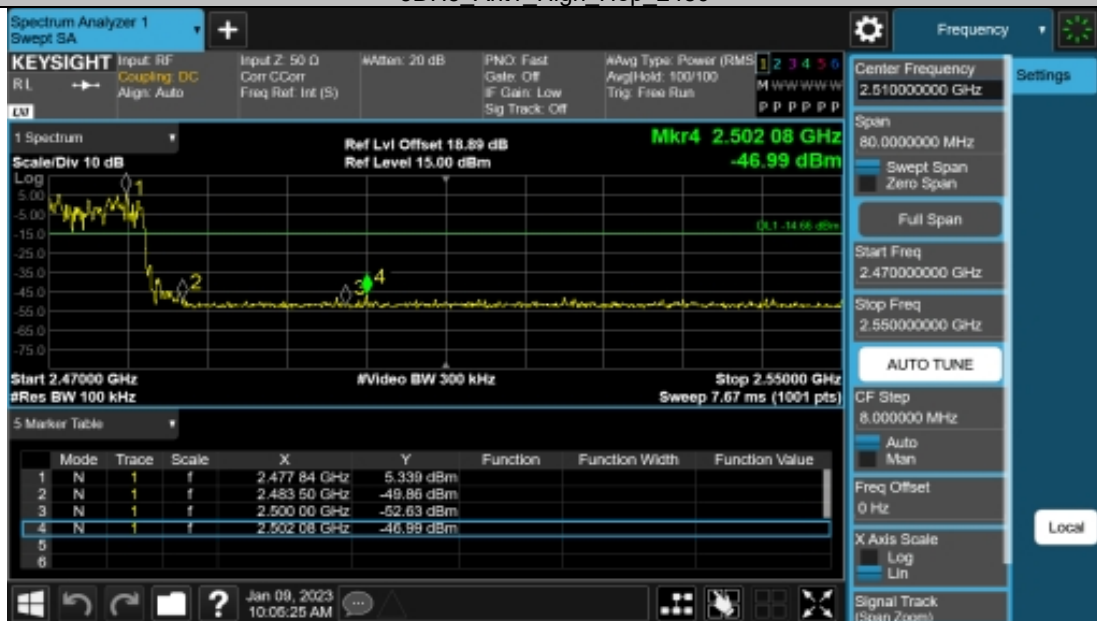 Spectrum Analyzer 1
Swept SA
Frequency
KEYSIGHT
RL
LXI
Input: RF
Coupling: DC
Align: Auto
Input Z: 50 Ω
Corr CCorr
Freq Ref: Int (S)
#Atten: 20 dB
PNO: Fast
Gate: Off
IF Gain: Low
Sig Track: Off
#Avg Type: Power (RMS
Avg|Hold: 100/100
Trig: Free Run
1 2 3 4 5 6
M W W W W W
P P P P P P
Center Frequency
2.510000000 GHz
Settings
1 Spectrum
Scale/Div 10 dB
Ref Lvl Offset 18.89 dB
Ref Level 15.00 dBm
Mkr4 2.502 08 GHz
-46.99 dBm
Span
80.0000000 MHz
Swept Span
Zero Span
Full Span
Log
5.00
-5.00
-15.0
-25.0
-35.0
-45.0
-55.0
-65.0
-75.0
1
2
3
4
DL1 -14.66 dBm
Start Freq
2.470000000 GHz
Stop Freq
2.550000000 GHz
AUTO TUNE
Start 2.47000 GHz
#Res BW 100 kHz
#Video BW 300 kHz
Stop 2.55000 GHz
Sweep 7.67 ms (1001 pts)
CF Step
8.000000 MHz
Auto
Man
5 Marker Table
Mode Trace Scale X Y Function Function Width Function Value
1 N 1 f 2.477 84 GHz 5.339 dBm
2 N 1 f 2.483 50 GHz -49.86 dBm
3 N 1 f 2.500 00 GHz -52.63 dBm
4 N 1 f 2.502 08 GHz -46.99 dBm
5
6
Freq Offset
0 Hz
Local
X Axis Scale
Log
Lin
Signal Track
(Span Zoom)
Jan 09, 2023
10:05:25 AM